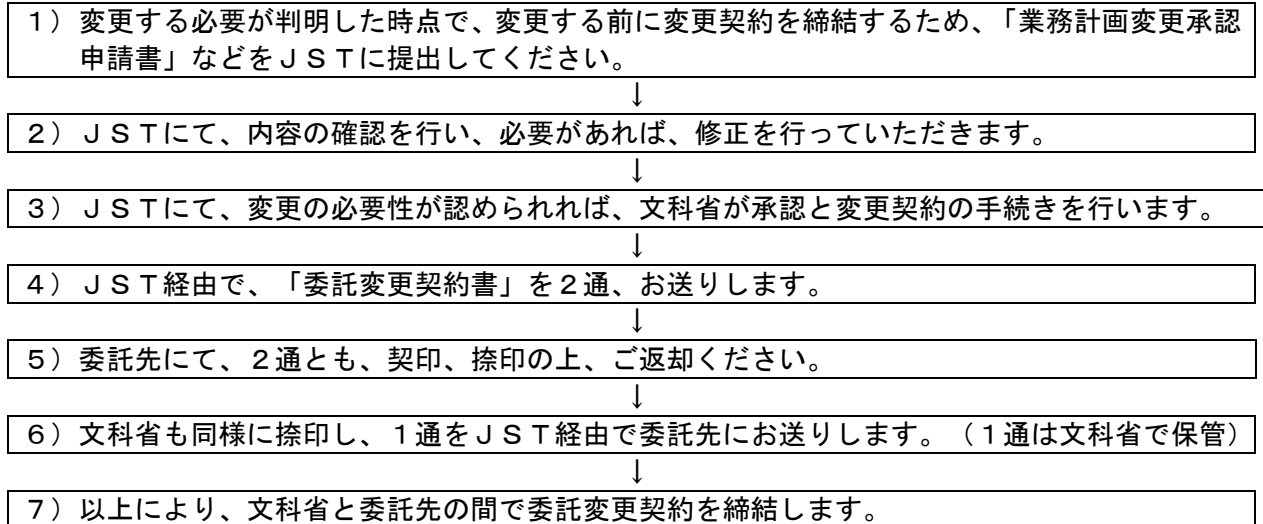 １）変更する必要が判明した時点で、変更する前に変更契約を締結するため、「業務計画変更承認
申請書」などをＪＳＴに提出してください。
↓
２）ＪＳＴにて、内容の確認を行い、必要があれば、修正を行っていただきます。
↓
３）ＪＳＴにて、変更の必要性が認められれば、文科省が承認と変更契約の手続きを行います。
↓
４）ＪＳＴ経由で、「委託変更契約書」を２通、お送りします。
↓
５）委託先にて、２通とも、契印、捺印の上、ご返却ください。
↓
６）文科省も同様に捺印し、１通をＪＳＴ経由で委託先にお送りします。（１通は文科省で保管）
↓
７）以上により、文科省と委託先の間で委託変更契約を締結します。